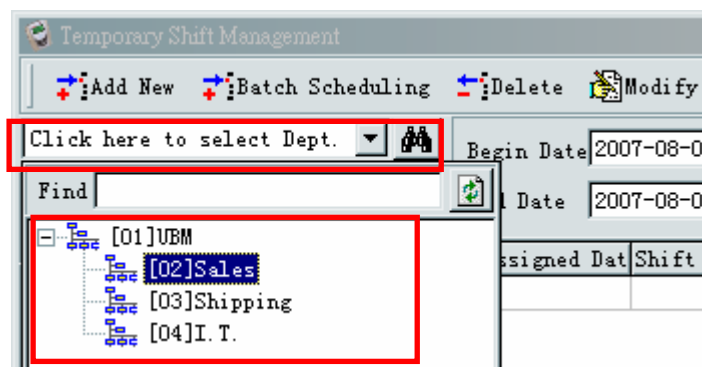 Temporary Shift Management
Add New Batch Scheduling Delete Modify
Click here to select Dept.
Begin Date 2007-08-0
Find
Date 2007-08-0
[01]UBM
[02]Sales
ssigned Dat Shift
[03]Shipping
[04]I.T.